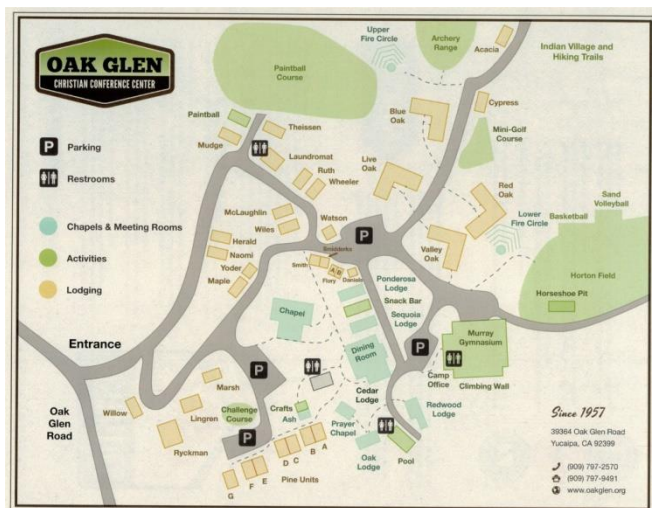 OAK GLEN
CHRISTIAN CONFERENCE CENTER
P Parking
Restrooms
Chapels & Meeting Rooms
Activities
Lodging
Upper
Fire Circle
Archery
Range
Acacia
Indian Village and
Hiking Trails
Paintball
Course
Paintball
Mudge
Theissen
Laundromat
Ruth
Wheeler
Blue
Oak
Cypress
Mini-Golf
Course
Live
Oak
Red
Oak
Lower
Fire Circle
Basketball
Sand
Volleyball
McLaughlin
Wiles
Watson
Herald
Naomi
Yoder
Maple
P
Valley
Oak
Horton Field
Horseshoe Pit
Smith
A B
Flory
Daniels
Ponderosa
Lodge
Snack Bar
Sequoia
Lodge
Chapel
Dining
Room
Murray
Gymnasium
Climbing Wall
Entrance
P
P
Camp
Office
Cedar
Lodge
Redwood
Lodge
Marsh
Willow
Lingren
Ryckman
Challenge
Course
P
Crafts
Ash
Prayer
Chapel
Oak
Lodge
Pool
Oak
Glen
Road
A
B
C
D
E
F
G
Pine Units
Since 1957
39364 Oak Glen Road
Yucaipa, CA 92399
(909) 797-2570
(909) 797-9491
www.oakglen.org